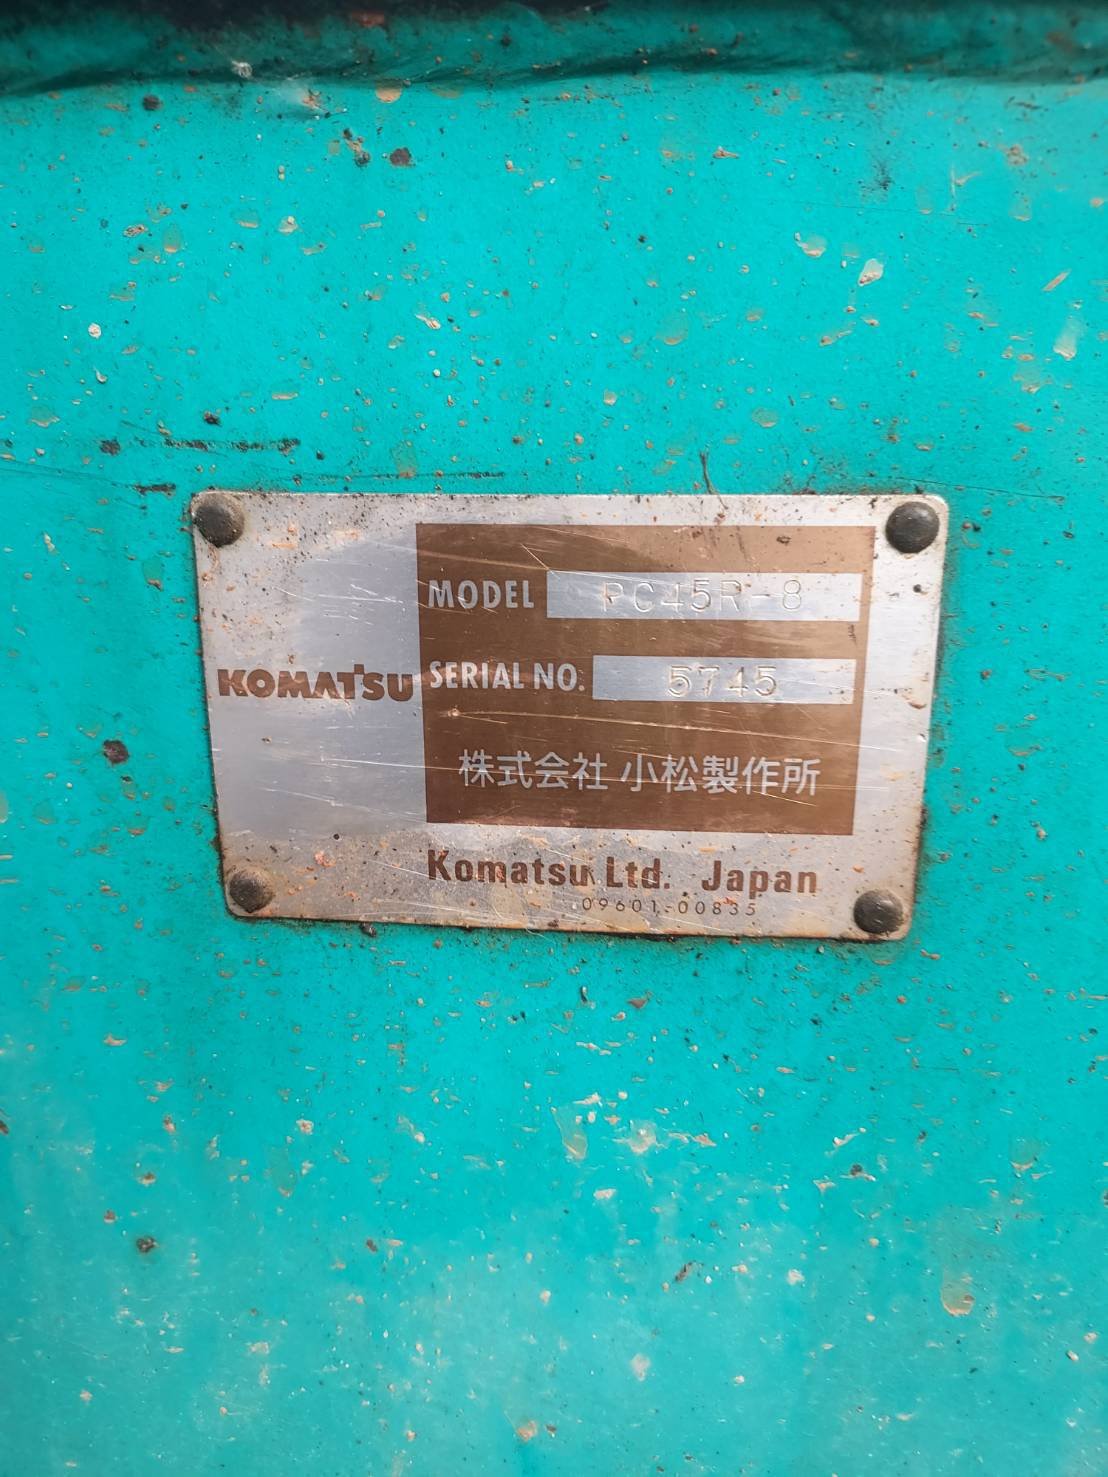 MODEL PC45R-8
KOMATSU
SERIAL NO. 5745
株式会社 小松製作所
Komatsu Ltd. Japan
09601-00835